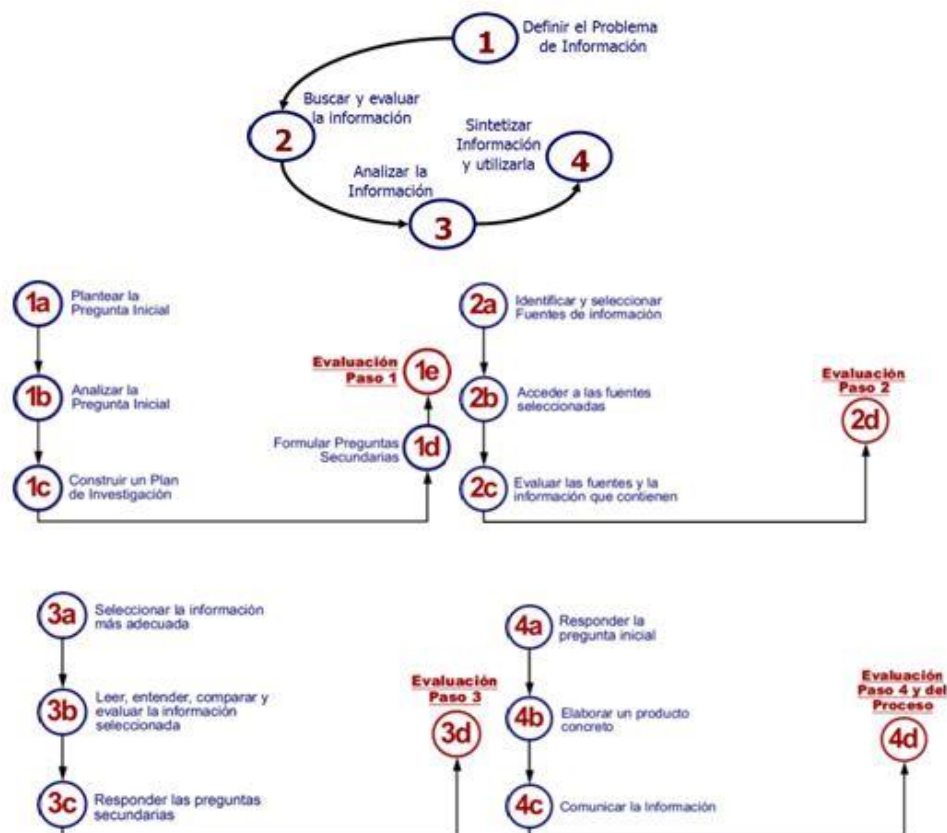 1
Definir el Problema
de Información
Buscar y evaluar
la información
2
Analizar la
Información
3
Sintetizar
Información
y utilizarla
4
1a
Plantear la
Pregunta Inicial
1b
Analizar la
Pregunta Inicial
1c
Construir un Plan
de Investigación
Formular Preguntas
Secundarias
1d
Evaluación
Paso 1
1e
2a
Identificar y seleccionar
Fuentes de información
2b
Acceder a las fuentes
seleccionadas
2c
Evaluar las fuentes y la
información que contienen
Evaluación
Paso 2
2d
3a
Seleccionar la información
más adecuada
3b
Leer, entender, comparar y
evaluar la información
seleccionada
3c
Responder las preguntas
secundarias
Evaluación
Paso 3
3d
4a
Responder la
pregunta inicial
4b
Elaborar un producto
concreto
4c
Comunicar la Información
Evaluación
Paso 4 y del
Proceso
4d